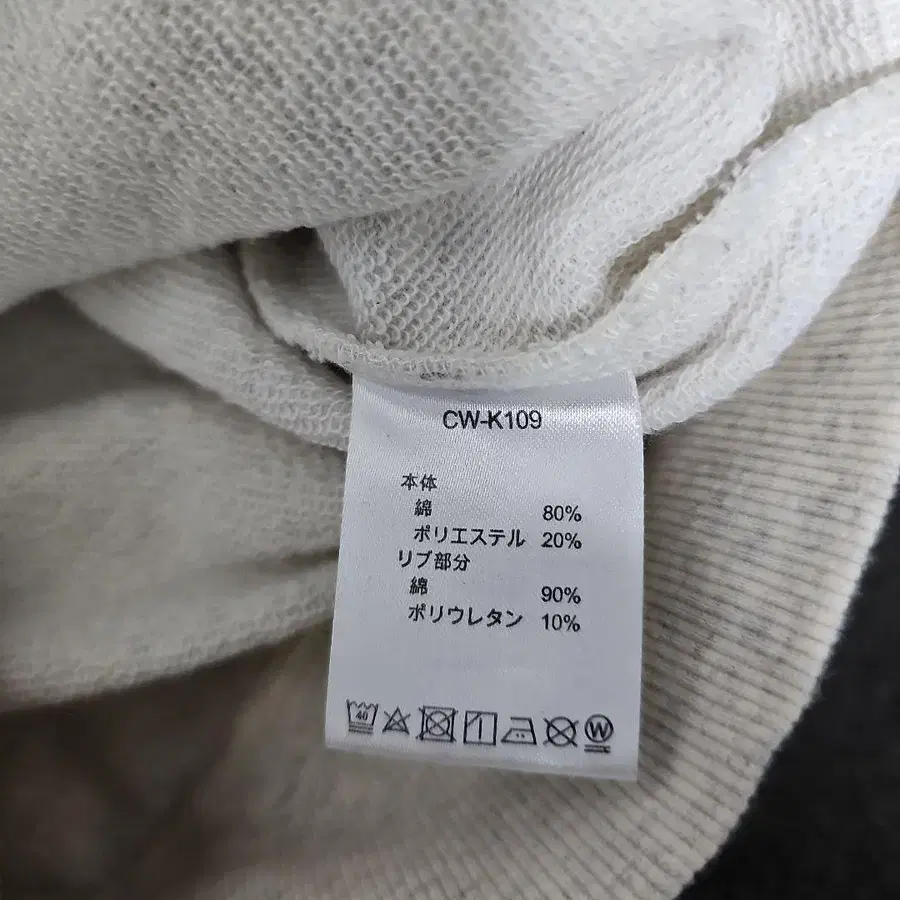 CW-K109
本体
綿 80%
ポリエステル 20%
リブ部分
綿 90%
ポリウレタン 10%
40 W